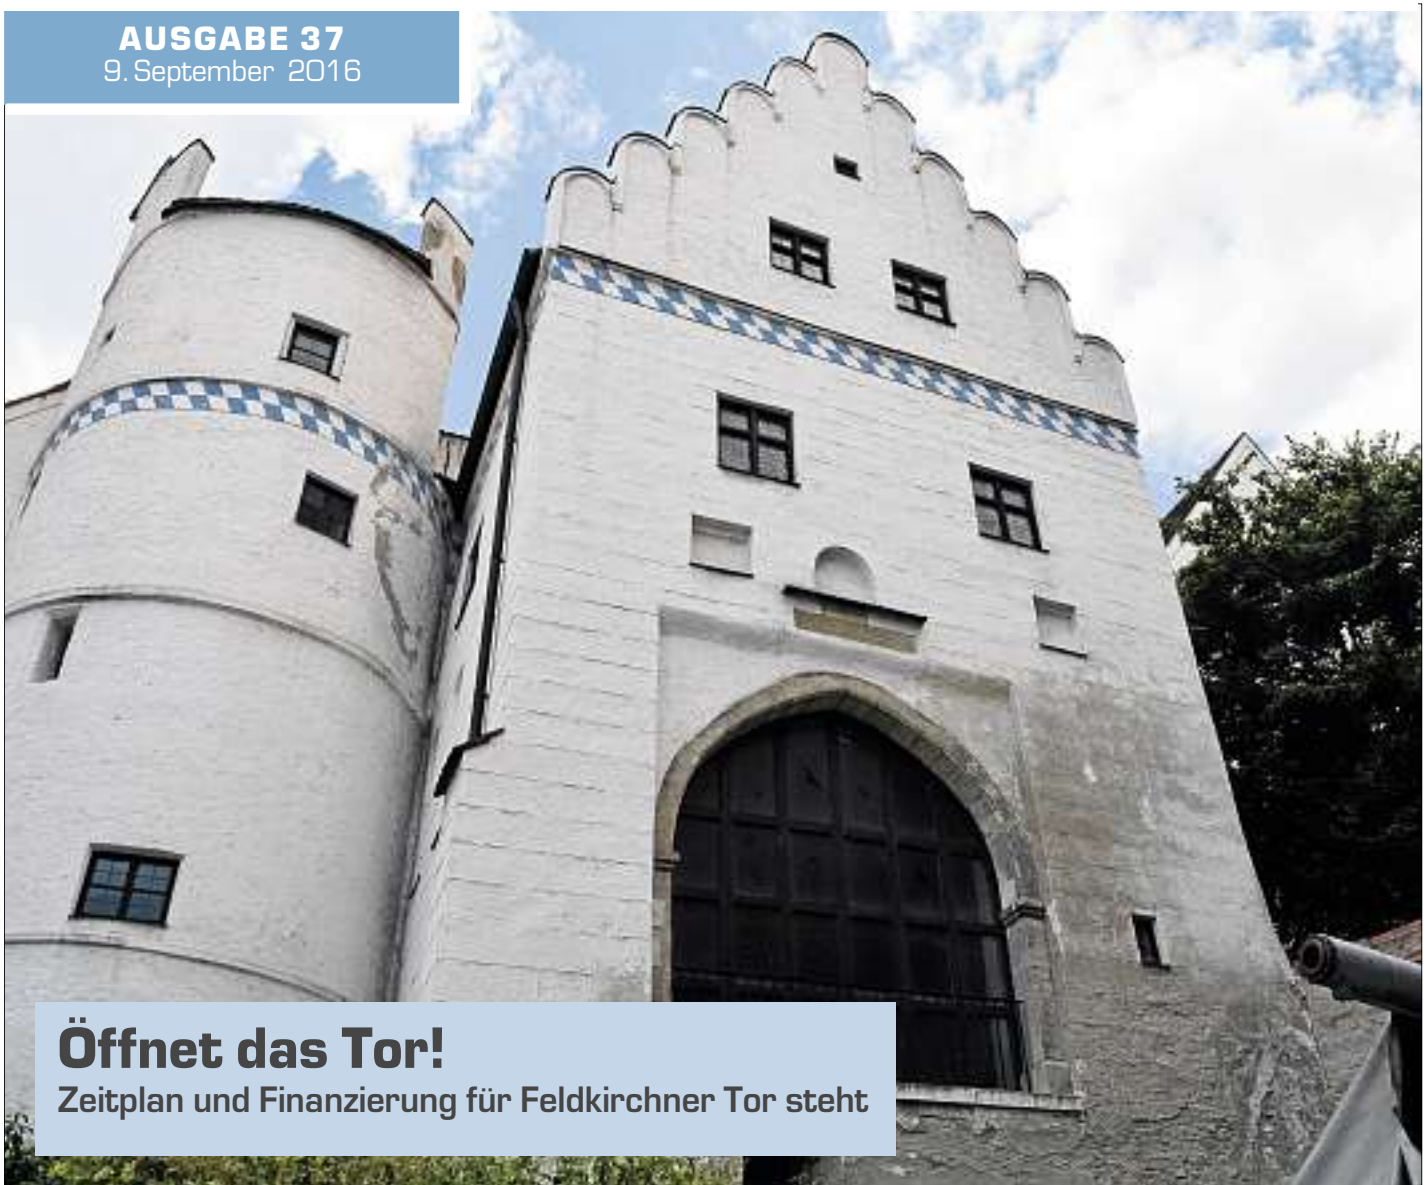 AUSGABE 37
9. September 2016
Öffnet das Tor!
Zeitplan und Finanzierung für Feldkirchner Tor steht